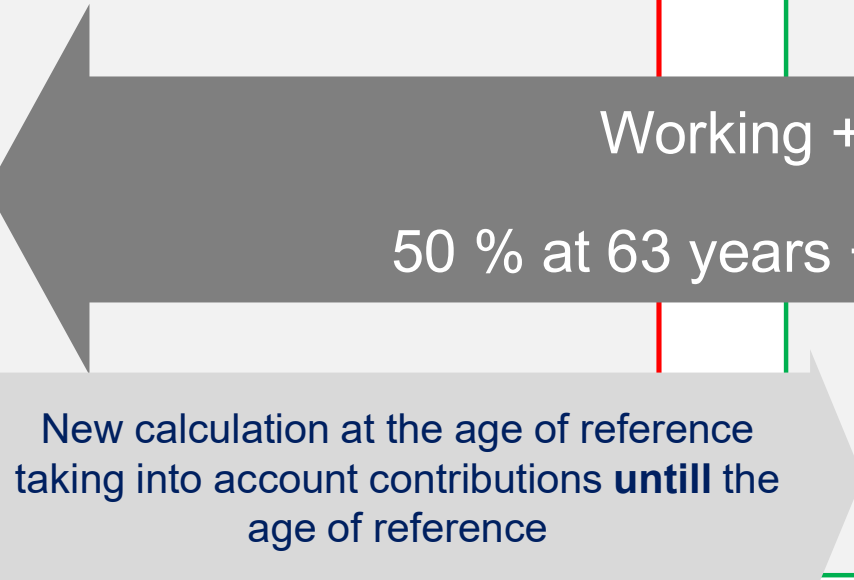 Working +
50 % at 63 years
New calculation at the age of reference
taking into account contributions untill the
age of reference